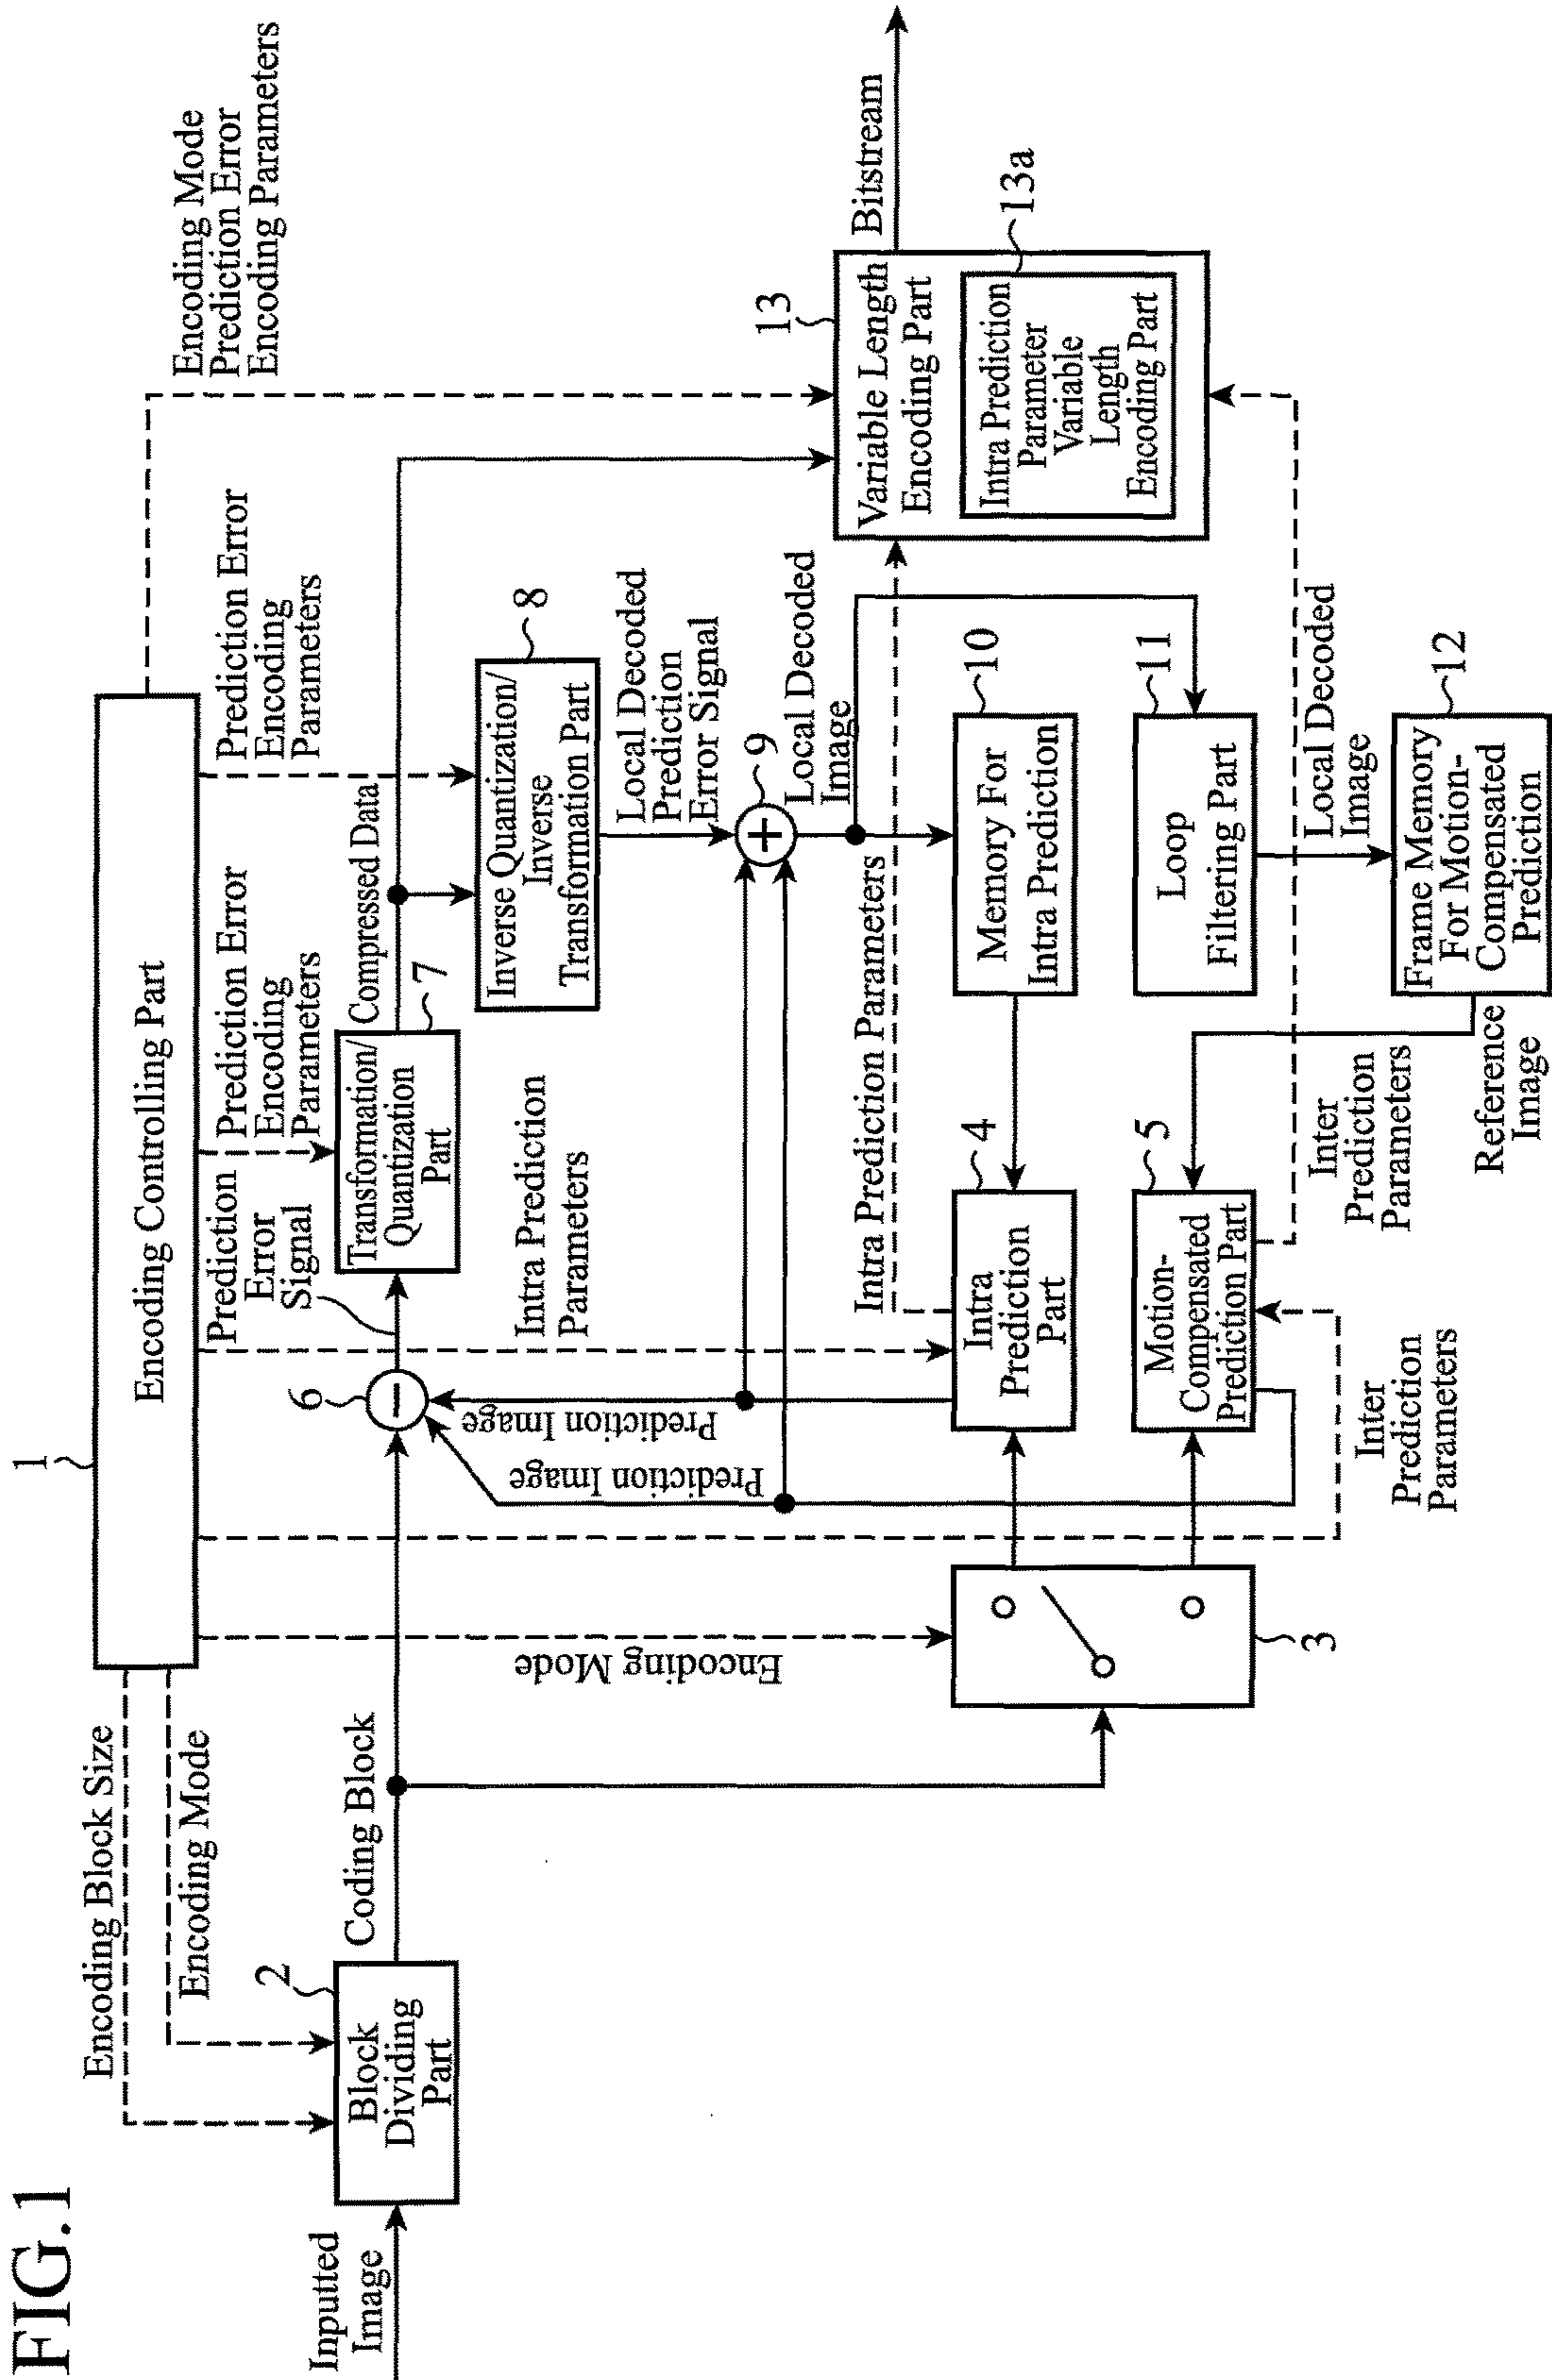 FIG.1
1
Encoding Controlling Part
Encoding Block Size
Encoding Mode
Encoding Mode
Prediction Error
Encoding Parameters
Inputted
Image
2
Block
Dividing
Part
Coding Block
6
−
Prediction
Error
Signal
Prediction Error
Encoding
Parameters
Transformation/
Quantization
Part
7
Compressed Data
Prediction Error
Encoding
Parameters
Inverse Quantization/
Inverse
Transformation Part
8
Local Decoded
Prediction
Error Signal
9
+
Local Decoded
Image
Encoding Mode
Prediction Image
Prediction Image
Intra Prediction
Parameters
Intra Prediction Parameters
13
Variable Length
Encoding Part
Intra Prediction
Parameter
Variable
Length
Encoding Part
13a
Bitstream
3
4
Intra
Prediction
Part
10
Memory For
Intra Prediction
5
Motion-
Compensated
Prediction Part
11
Loop
Filtering Part
Local Decoded
Image
12
Frame Memory
For Motion-
Compensated
Prediction
Inter
Prediction
Parameters
Inter
Prediction
Parameters
Reference
Image